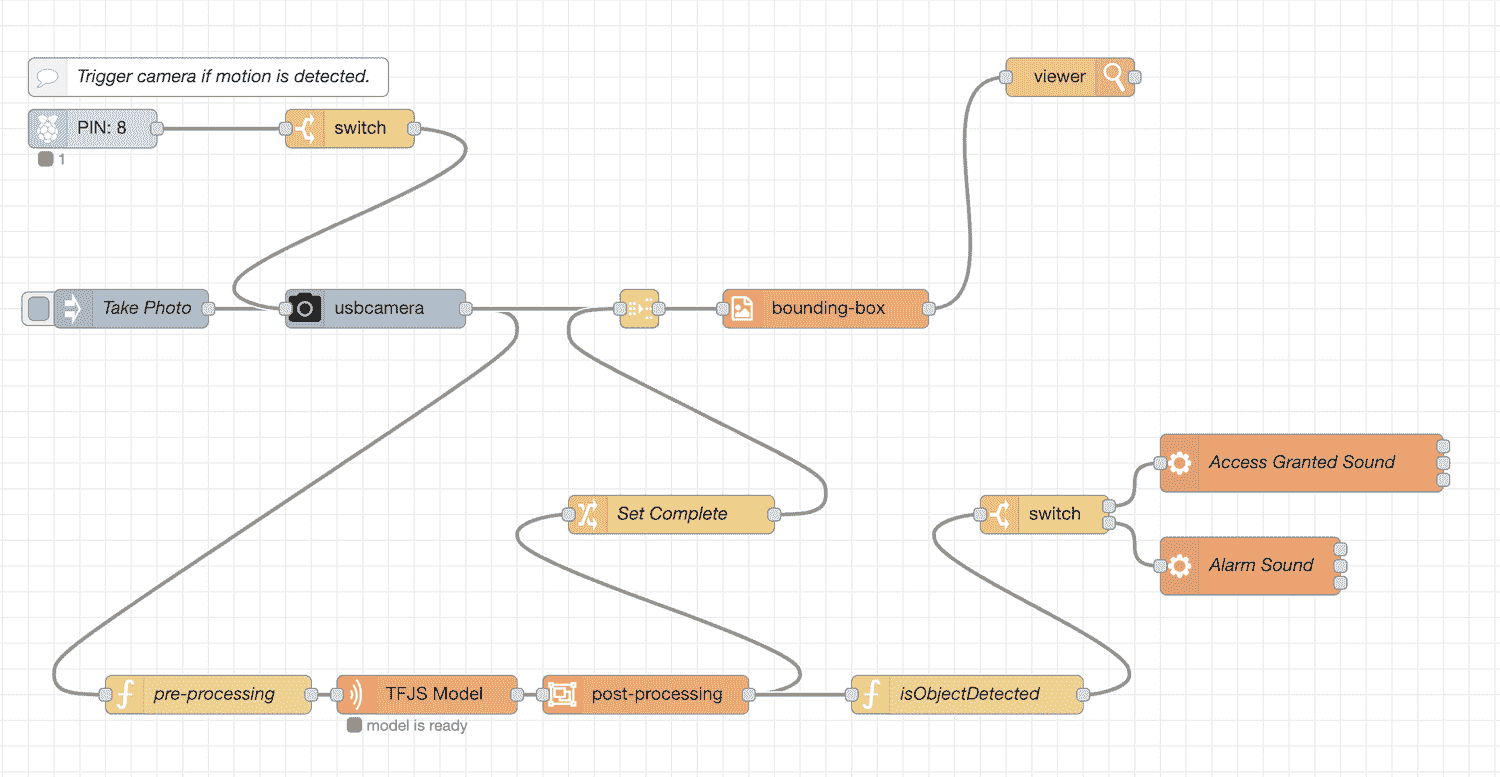 Trigger camera if motion is detected.
viewer
PIN: 8
switch
1
Take Photo
usbcamera
bounding-box
Access Granted Sound
Set Complete
switch
Alarm Sound
pre-processing
TFJS Model
post-processing
isObjectDetected
model is ready